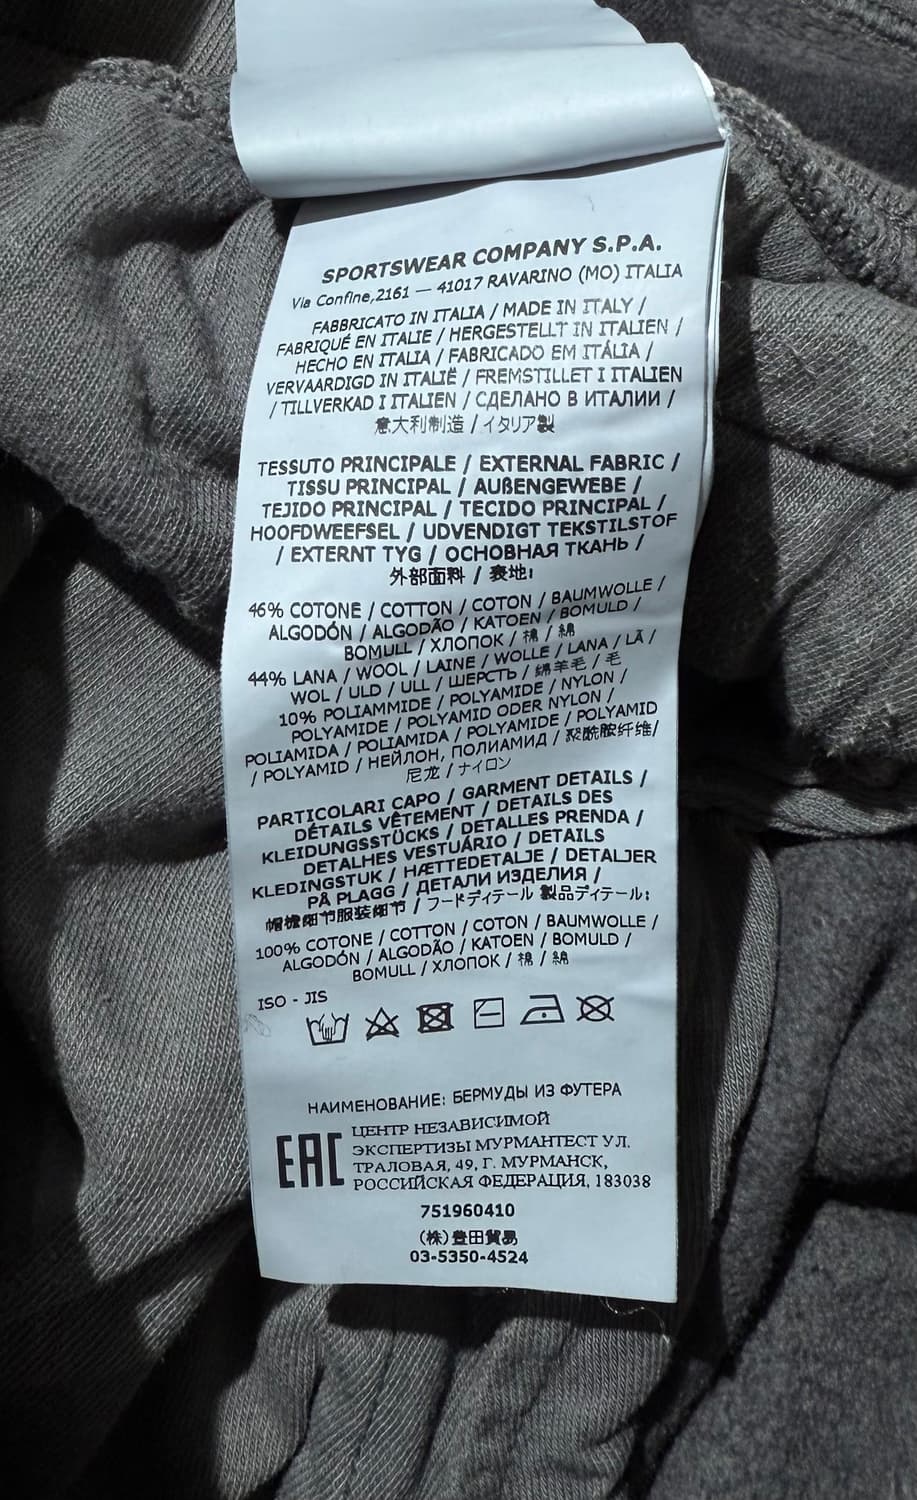 SPORTSWEAR COMPANY S.P.A.
Via Confine,2161 — 41017 RAVARINO (MO) ITALIA
FABBRICATO IN ITALIA / MADE IN ITALY /
FABRIQUÉ EN ITALIE / HERGESTELLT IN ITALIEN /
HECHO EN ITALIA / FABRICADO EM ITÁLIA /
VERVAARDIGD IN ITALIË / FREMSTILLET I ITALIEN
/ TILLVERKAD I ITALIEN / СДЕЛАНО В ИТАЛИИ /
意大利制造 / イタリア製
TESSUTO PRINCIPALE / EXTERNAL FABRIC /
TISSU PRINCIPAL / AUßENGEWEBE /
TEJIDO PRINCIPAL / TECIDO PRINCIPAL /
HOOFDWEEFSEL / UDVENDIGT TEKSTILSTOF
/ EXTERNT TYG / ОСНОВНАЯ ТКАНЬ /
外部面料 / 表地:
46% COTONE / COTTON / COTON / BAUMWOLLE /
ALGODÓN / ALGODÃO / KATOEN / BOMULD /
BOMULL / ХЛОПОК / 棉 / 綿
44% LANA / WOOL / LAINE / WOLLE / LANA / LÃ /
WOL / ULD / ULL / ШЕРСТЬ / 绵羊毛 / 毛
10% POLIAMMIDE / POLYAMIDE / NYLON /
POLYAMIDE / POLYAMID ODER NYLON /
POLIAMIDA / POLIAMIDA / POLYAMIDE / POLYAMID
/ POLYAMID / НЕЙЛОН, ПОЛИАМИД / 聚酰胺纤维/
尼龙 / ナイロン
PARTICOLARI CAPO / GARMENT DETAILS /
DÉTAILS VÊTEMENT / DETAILS DES
KLEIDUNGSSTÜCKS / DETALLES PRENDA /
DETALHES VESTUÁRIO / DETAILS
KLEDINGSTUK / HÆTTEDETALJE / DETALJER
PÅ PLAGG / ДЕТАЛИ ИЗДЕЛИЯ /
帽檐细节服装细节 / フードディテール 製品ディテール:
100% COTONE / COTTON / COTON / BAUMWOLLE /
ALGODÓN / ALGODÃO / KATOEN / BOMULD /
BOMULL / ХЛОПОК / 棉 / 綿
ISO - JIS
НАИМЕНОВАНИЕ: БЕРМУДЫ ИЗ ФУТЕРА
EAC
ЦЕНТР НЕЗАВИСИМОЙ
ЭКСПЕРТИЗЫ МУРМАНТЕСТ УЛ.
ТРАЛОВАЯ, 49, Г. МУРМАНСК,
РОССИЙСКАЯ ФЕДЕРАЦИЯ, 183038
751960410
(株)豊田貿易
03-5350-4524